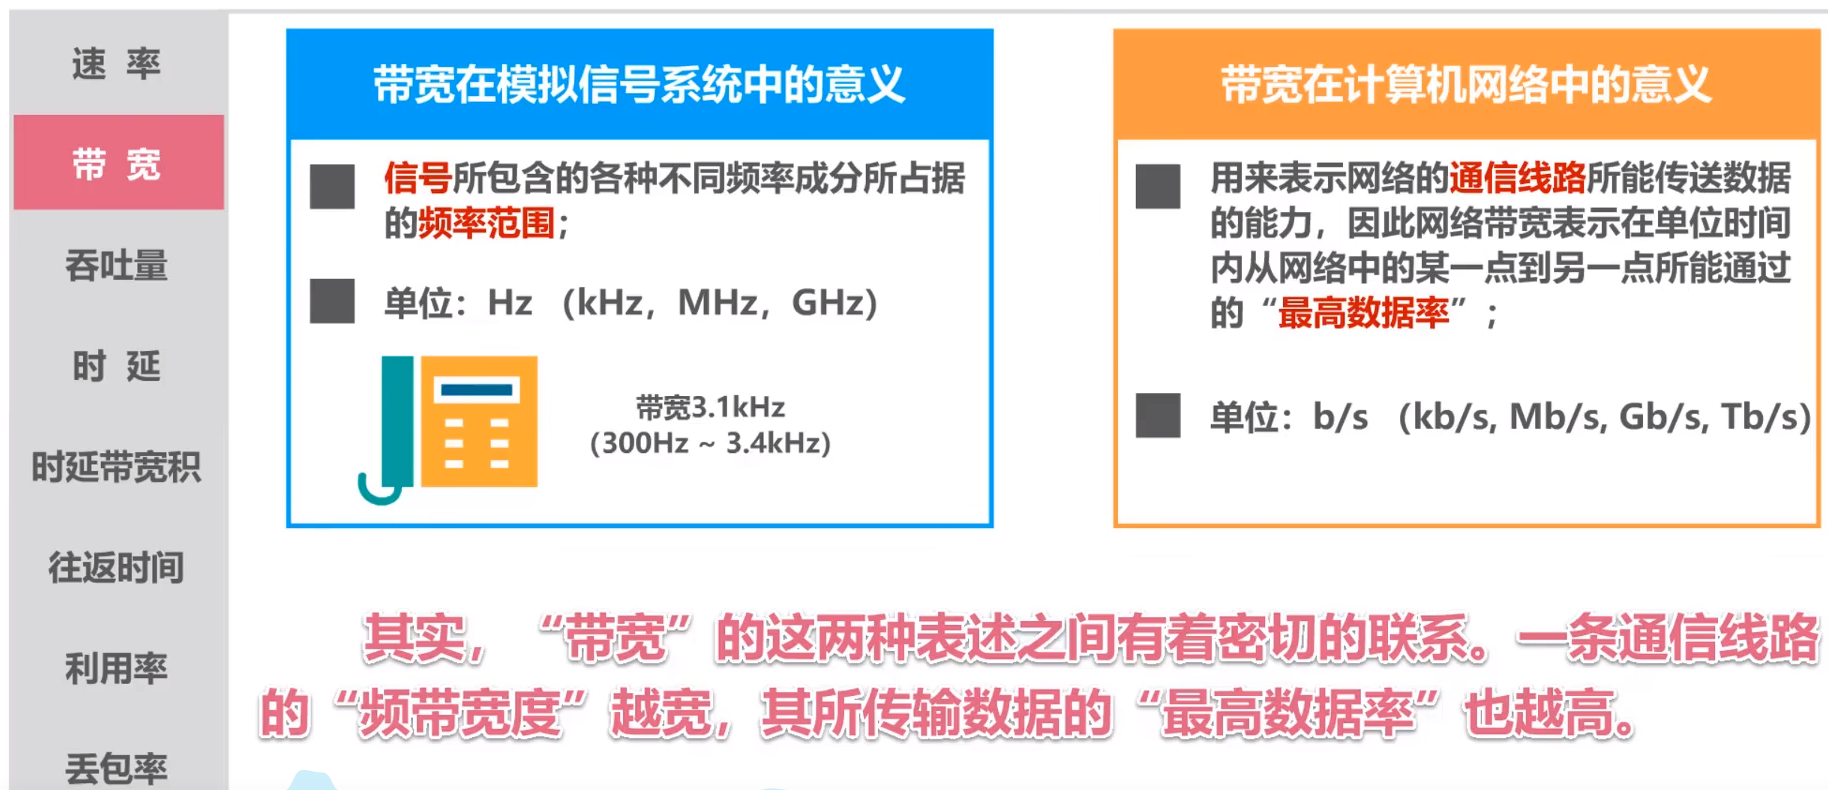 速 率
带 宽
吞吐量
时 延
时延带宽积
往返时间
利用率
丢包率
带宽在模拟信号系统中的意义
信号所包含的各种不同频率成分所占据
的频率范围；
单位：Hz （kHz，MHz，GHz）
带宽3.1kHz
(300Hz ~ 3.4kHz)
带宽在计算机网络中的意义
用来表示网络的通信线路所能传送数据
的能力，因此网络带宽表示在单位时间
内从网络中的某一点到另一点所能通过
的“最高数据率”；
单位：b/s （kb/s, Mb/s, Gb/s, Tb/s）
其实，“带宽”的这两种表述之间有着密切的联系。一条通信线路
的“频带宽度”越宽，其所传输数据的“最高数据率”也越高。